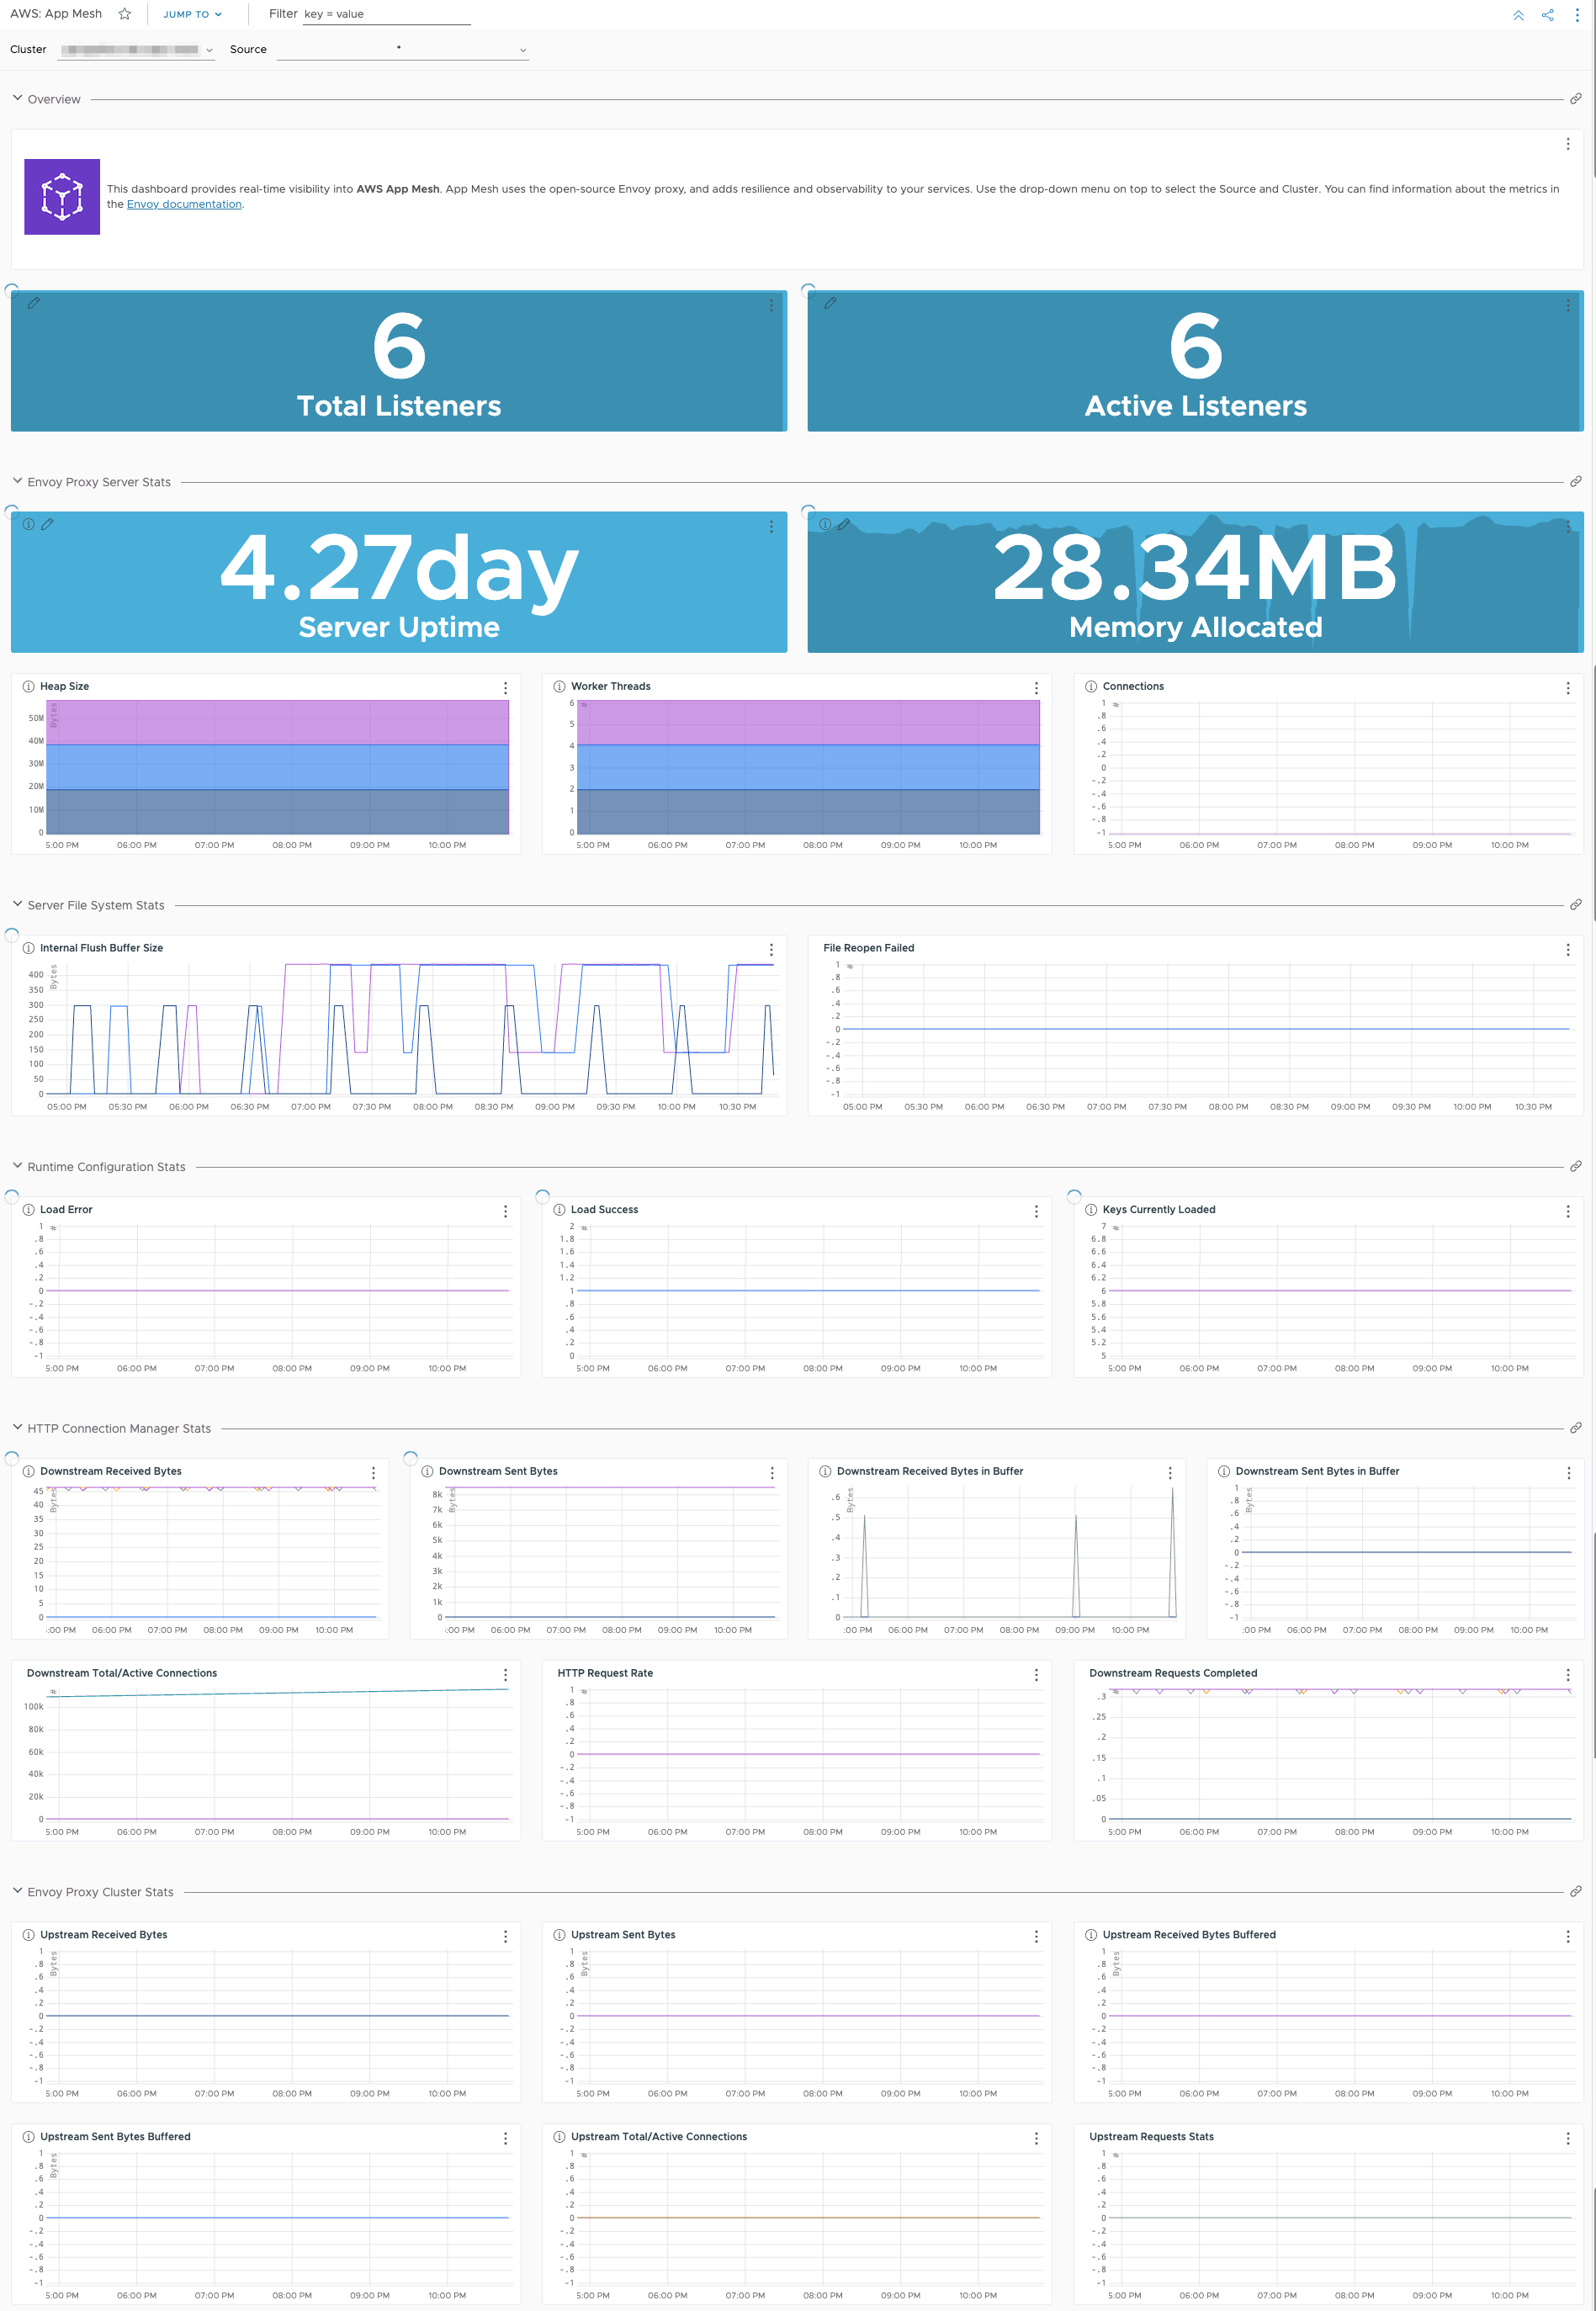 AWS: App Mesh JUMP TO Filter key = value
Cluster Source *
Overview
This dashboard provides real-time visibility into AWS App Mesh. App Mesh uses the open-source Envoy proxy, and adds resilience and observability to your services. Use the drop-down menu on top to select the Source and Cluster. You can find information about the metrics in
the Envoy documentation.
6
Total Listeners
6
Active Listeners
Envoy Proxy Server Stats
4.27day
Server Uptime
28.34MB
Memory Allocated
Heap Size
Bytes
50M
40M
30M
20M
10M
0
5:00 PM 06:00 PM 07:00 PM 08:00 PM 09:00 PM 10:00 PM
Worker Threads
#
6
5
4
3
2
1
0
5:00 PM 06:00 PM 07:00 PM 08:00 PM 09:00 PM 10:00 PM
Connections
#
1
.8
.6
.4
.2
0
-.2
-.4
-.6
-.8
-1
5:00 PM 06:00 PM 07:00 PM 08:00 PM 09:00 PM 10:00 PM
Server File System Stats
Internal Flush Buffer Size
Bytes
400
350
300
250
200
150
100
50
0
05:00 PM 05:30 PM 06:00 PM 06:30 PM 07:00 PM 07:30 PM 08:00 PM 08:30 PM 09:00 PM 09:30 PM 10:00 PM 10:30 PM
File Reopen Failed
#
1
.8
.6
.4
.2
0
-.2
-.4
-.6
-.8
-1
05:00 PM 05:30 PM 06:00 PM 06:30 PM 07:00 PM 07:30 PM 08:00 PM 08:30 PM 09:00 PM 09:30 PM 10:00 PM 10:30 PM
Runtime Configuration Stats
Load Error
#
1
.8
.6
.4
.2
0
-.2
-.4
-.6
-.8
-1
5:00 PM 06:00 PM 07:00 PM 08:00 PM 09:00 PM 10:00 PM
Load Success
#
2
1.8
1.6
1.4
1.2
1
.8
.6
.4
.2
0
5:00 PM 06:00 PM 07:00 PM 08:00 PM 09:00 PM 10:00 PM
Keys Currently Loaded
#
7
6.8
6.6
6.4
6.2
6
5.8
5.6
5.4
5.2
5
5:00 PM 06:00 PM 07:00 PM 08:00 PM 09:00 PM 10:00 PM
HTTP Connection Manager Stats
Downstream Received Bytes
Bytes
45
40
35
30
25
20
15
10
5
0
:00 PM 06:00 PM 07:00 PM 08:00 PM 09:00 PM 10:00 PM
Downstream Sent Bytes
Bytes
8k
7k
6k
5k
4k
3k
2k
1k
0
:00 PM 06:00 PM 07:00 PM 08:00 PM 09:00 PM 10:00 PM
Downstream Received Bytes in Buffer
Bytes
.6
.5
.4
.3
.2
.1
0
:00 PM 06:00 PM 07:00 PM 08:00 PM 09:00 PM 10:00 PM
Downstream Sent Bytes in Buffer
Bytes
1
.8
.6
.4
.2
0
-.2
-.4
-.6
-.8
-1
:00 PM 06:00 PM 07:00 PM 08:00 PM 09:00 PM 10:00 PM
Downstream Total/Active Connections
#
100k
80k
60k
40k
20k
0
5:00 PM 06:00 PM 07:00 PM 08:00 PM 09:00 PM 10:00 PM
HTTP Request Rate
#
1
.8
.6
.4
.2
0
-.2
-.4
-.6
-.8
-1
5:00 PM 06:00 PM 07:00 PM 08:00 PM 09:00 PM 10:00 PM
Downstream Requests Completed
#
.3
.25
.2
.15
.1
.05
0
5:00 PM 06:00 PM 07:00 PM 08:00 PM 09:00 PM 10:00 PM
Envoy Proxy Cluster Stats
Upstream Received Bytes
Bytes
1
.8
.6
.4
.2
0
-.2
-.4
-.6
-.8
-1
5:00 PM 06:00 PM 07:00 PM 08:00 PM 09:00 PM 10:00 PM
Upstream Sent Bytes
Bytes
1
.8
.6
.4
.2
0
-.2
-.4
-.6
-.8
-1
5:00 PM 06:00 PM 07:00 PM 08:00 PM 09:00 PM 10:00 PM
Upstream Received Bytes Buffered
Bytes
1
.8
.6
.4
.2
0
-.2
-.4
-.6
-.8
-1
5:00 PM 06:00 PM 07:00 PM 08:00 PM 09:00 PM 10:00 PM
Upstream Sent Bytes Buffered
Bytes
1
.8
.6
.4
.2
0
-.2
-.4
-.6
-.8
-1
5:00 PM 06:00 PM 07:00 PM 08:00 PM 09:00 PM 10:00 PM
Upstream Total/Active Connections
#
1
.8
.6
.4
.2
0
-.2
-.4
-.6
-.8
-1
5:00 PM 06:00 PM 07:00 PM 08:00 PM 09:00 PM 10:00 PM
Upstream Requests Stats
#
1
.8
.6
.4
.2
0
-.2
-.4
-.6
-.8
-1
5:00 PM 06:00 PM 07:00 PM 08:00 PM 09:00 PM 10:00 PM